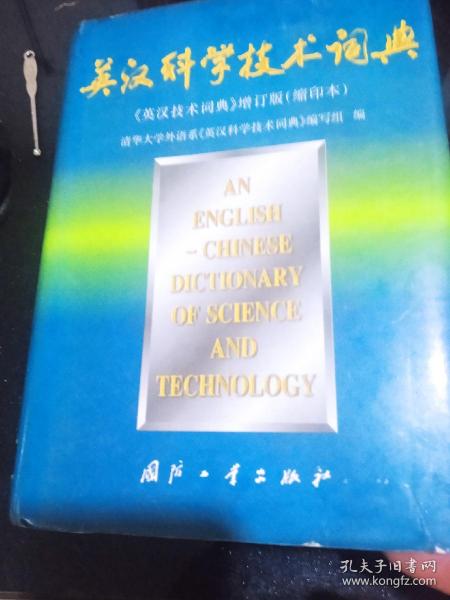 英汉科学技术词典
《英汉技术词典》增订版(缩印本)
清华大学外语系《英汉科学技术词典》编写组 编
AN
ENGLISH
-CHINESE
DICTIONARY
OF SCIENCE
AND
TECHNOLOGY
国防工业出版社
孔夫子旧书网
www.kongfz.com